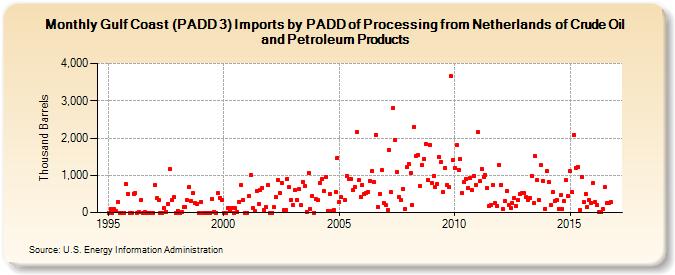 Monthly Gulf Coast (PADD 3) Imports by PADD of Processing from Netherlands of Crude Oil
and Petroleum Products
Thousand Barrels
4,000
3,000
2,000
1,000
0
1995
2000
2005
2010
2015
Source: U.S. Energy Information Administration